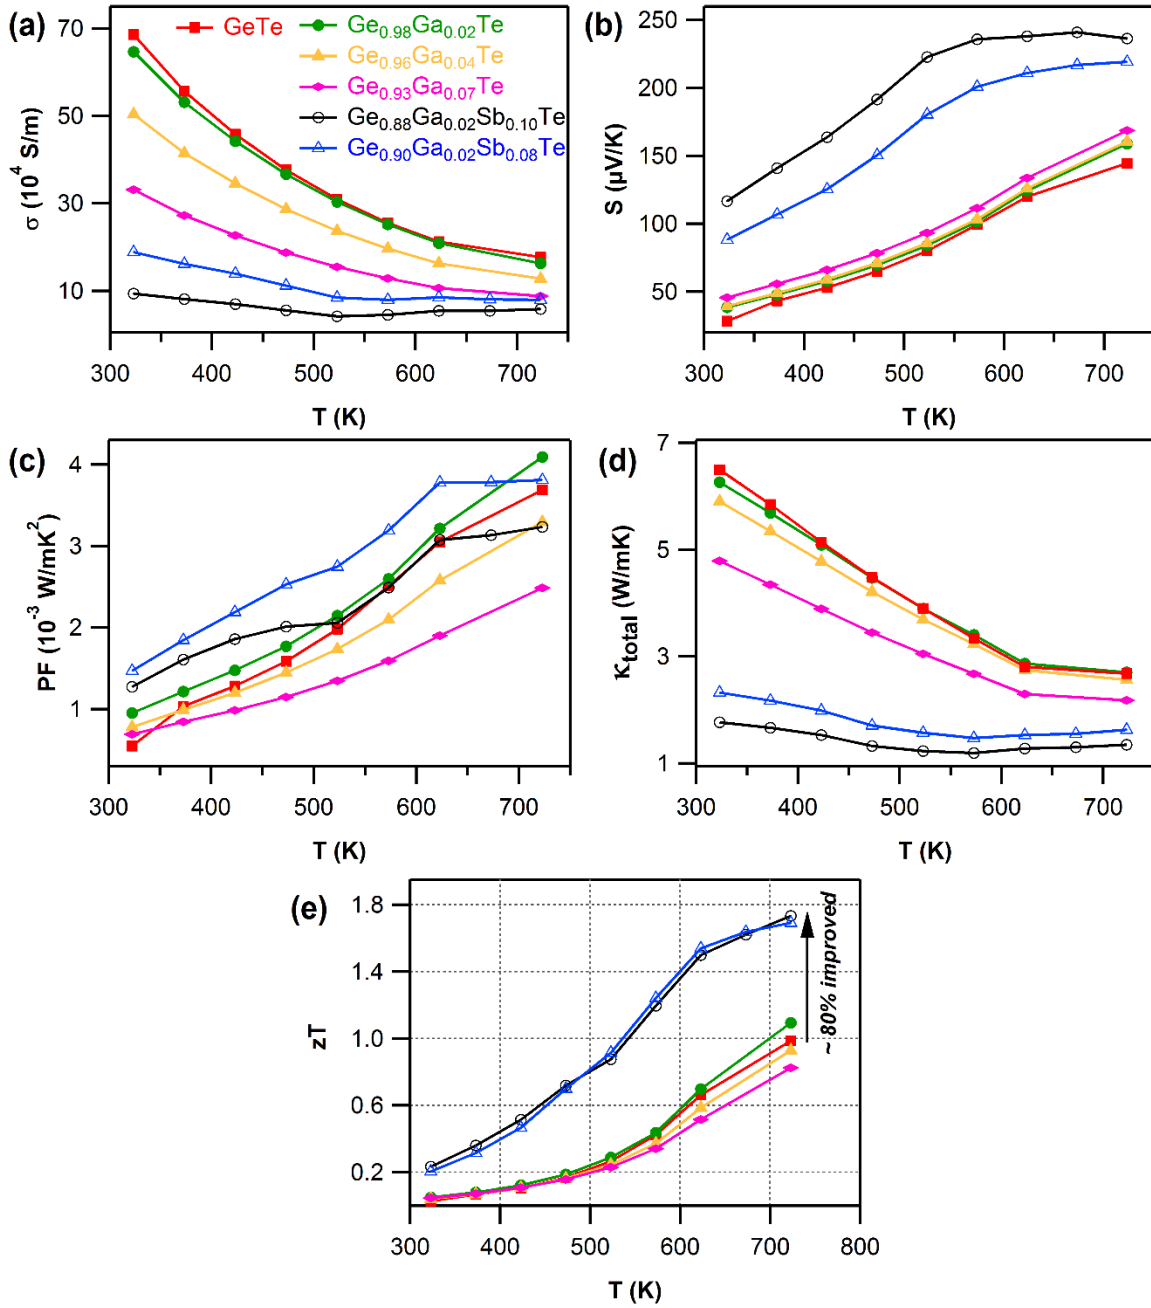 (a)
GeTe
Ge0.98Ga0.02Te
Ge0.96Ga0.04Te
Ge0.93Ga0.07Te
Ge0.88Ga0.02Sb0.10Te
Ge0.90Ga0.02Sb0.08Te
70
50
30
10
σ (10⁴ S/m)
300 400 500 600 700
T (K)
(b)
250
200
150
100
50
S (µV/K)
300 400 500 600 700
T (K)
(c)
4
3
2
1
PF (10⁻³ W/mK²)
300 400 500 600 700
T (K)
(d)
7
5
3
1
κtotal (W/mK)
300 400 500 600 700
T (K)
(e)
1.8
1.4
1.0
0.6
0.2
zT
~ 80% improved
300 400 500 600 700 800
T (K)